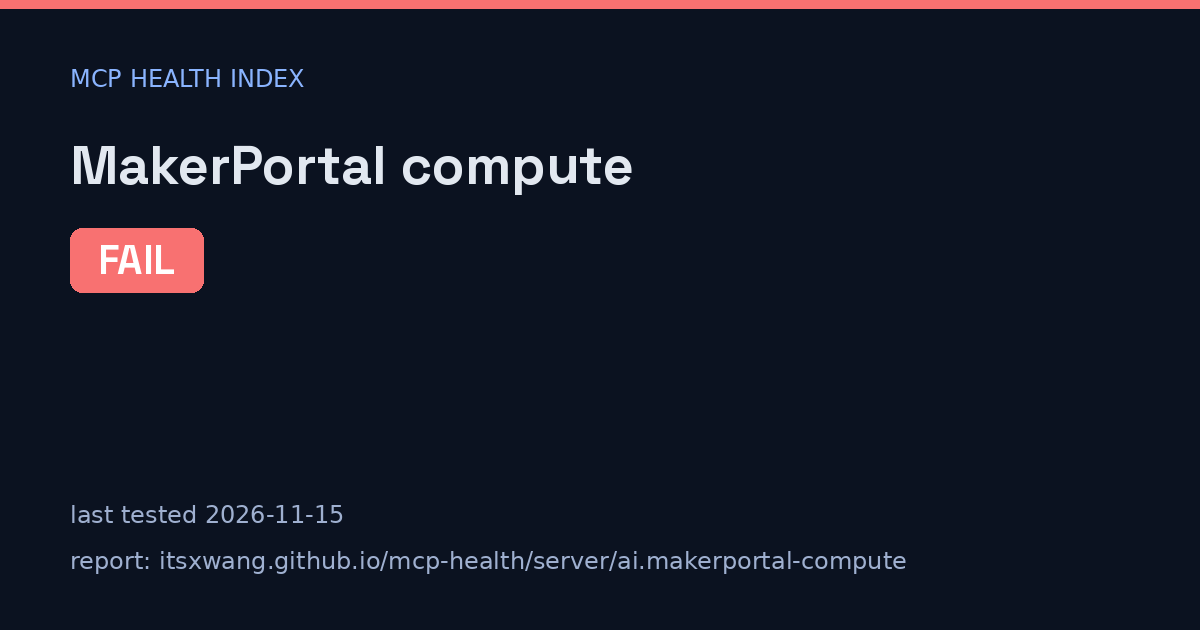 MCP HEALTH INDEX
MakerPortal compute
FAIL
last tested 2026-11-15
report: itsxwang.github.io/mcp-health/server/ai.makerportal-compute